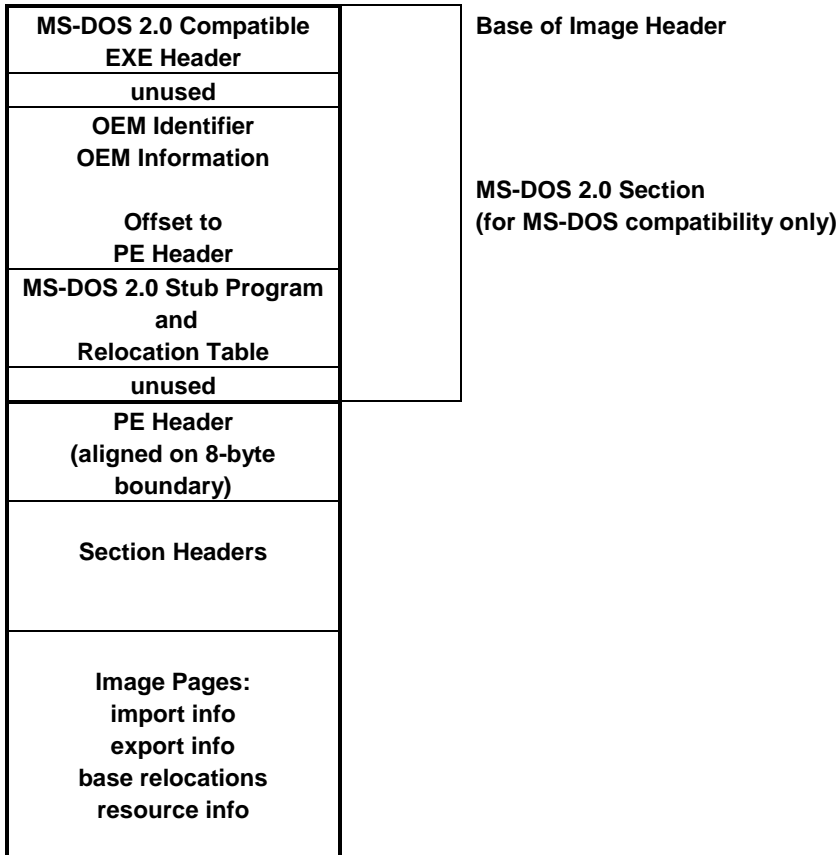 MS-DOS 2.0 Compatible
EXE Header
Base of Image Header
unused
OEM Identifier
OEM Information
Offset to
PE Header
MS-DOS 2.0 Section
(for MS-DOS compatibility only)
MS-DOS 2.0 Stub Program
and
Relocation Table
unused
PE Header
(aligned on 8-byte
boundary)
Section Headers
Image Pages:
import info
export info
base relocations
resource info